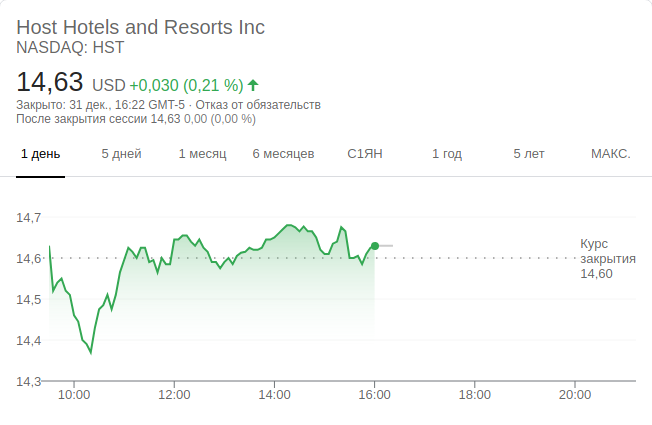 Host Hotels and Resorts Inc
NASDAQ: HST
14,63 USD +0,030 (0,21 %)
Закрыто: 31 дек., 16:22 GMT-5 · Отказ от обязательств
После закрытия сессии 14,63 0,00 (0,00 %)
1 день 5 дней 1 месяц 6 месяцев С1ЯН 1 год 5 лет МАКС.
14,7
14,6
14,5
14,4
14,3
Курс
закрытия
14,60
10:00 12:00 14:00 16:00 18:00 20:00